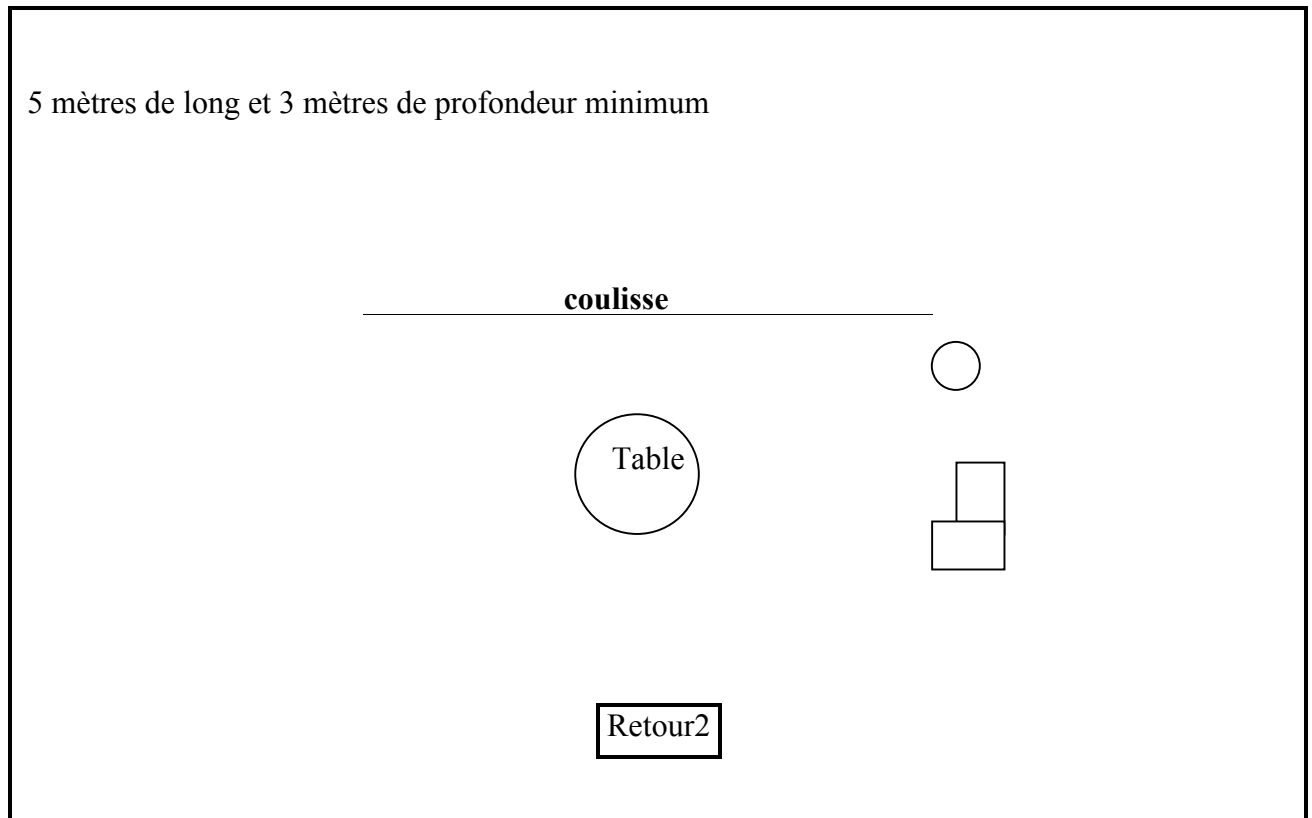 5 mètres de long et 3 mètres de profondeur minimum
coulisse
Table
Retour2